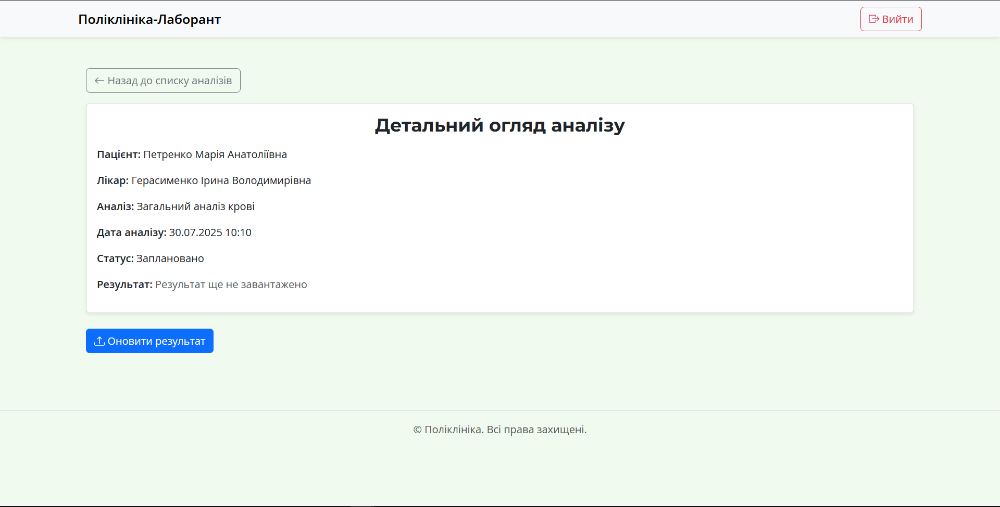 Поліклініка-Лаборант
Вийти
← Назад до списку аналізів
Детальний огляд аналізу
Пацієнт: Петренко Марія Анатоліївна
Лікар: Герасименко Ірина Володимирівна
Аналіз: Загальний аналіз крові
Дата аналізу: 30.07.2025 10:10
Статус: Заплановано
Результат: Результат ще не завантажено
Оновити результат
© Поліклініка. Всі права захищені.